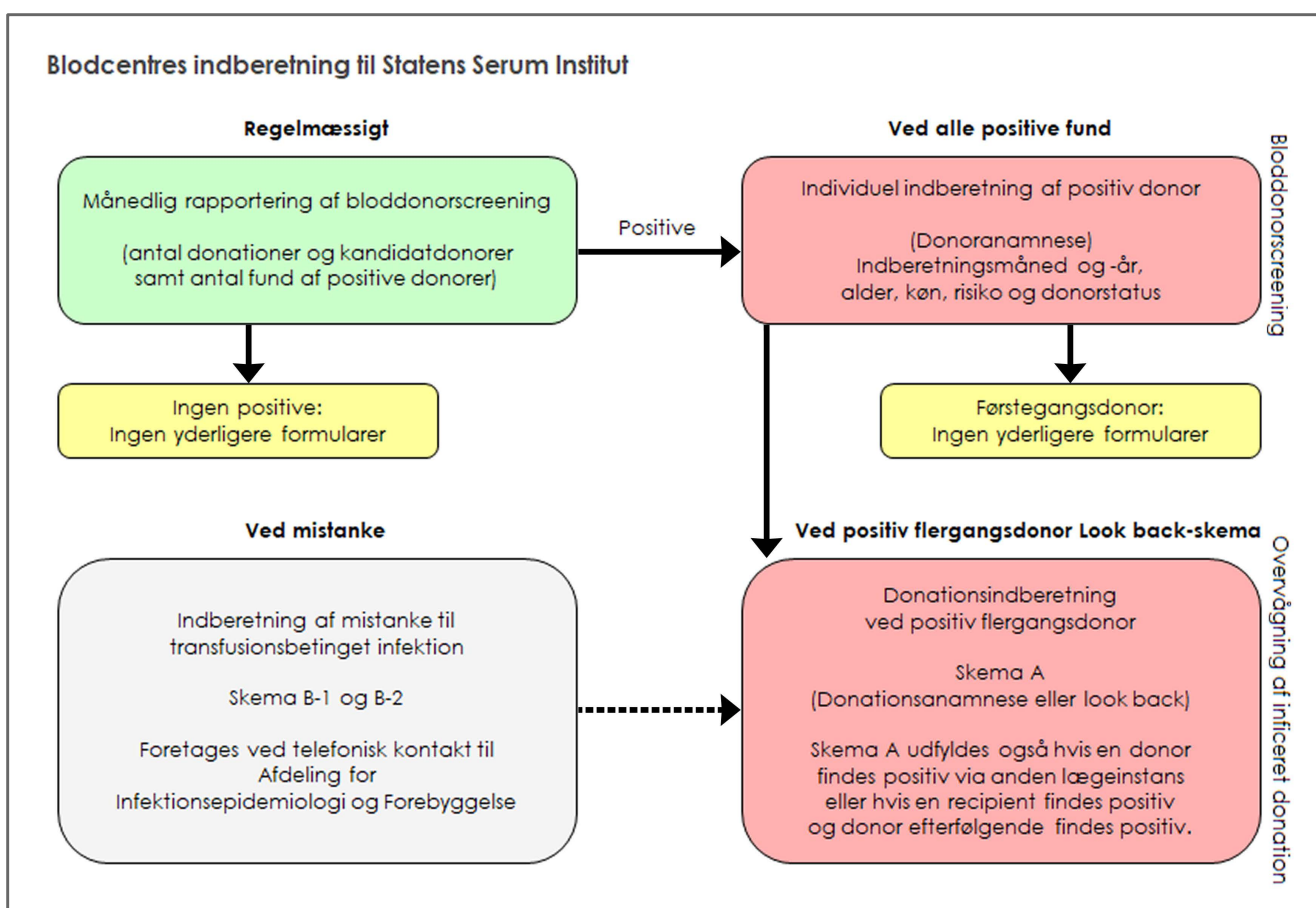 Blodcentres indberetning til Statens Serum Institut
Regelmæssigt
Månedlig rapportering af bloddonorscreening
(antal donationer og kandidatdonorer
samt antal fund af positive donorer)
Positive
Ved alle positive fund
Individuel indberetning af positiv donor
(Donoranamnese)
Indberetningsmåned og -år,
alder, køn, risiko og donorstatus
Bloddonorscreening
Ingen positive:
Ingen yderligere formularer
Førstegangsdonor:
Ingen yderligere formularer
Ved mistanke
Indberetning af mistanke til
transfusionsbetinget infektion
Skema B-1 og B-2
Foretages ved telefonisk kontakt til
Afdeling for
Infektionsepidemiologi og Forebyggelse
Ved positiv flergangsdonor Look back-skema
Donationsindberetning
ved positiv flergangsdonor
Skema A
(Donationsanamnese eller look back)
Skema A udfyldes også hvis en donor
findes positiv via anden lægeinstans
eller hvis en recipient findes positiv
og donor efterfølgende findes positiv.
Overvågning af inficeret donation